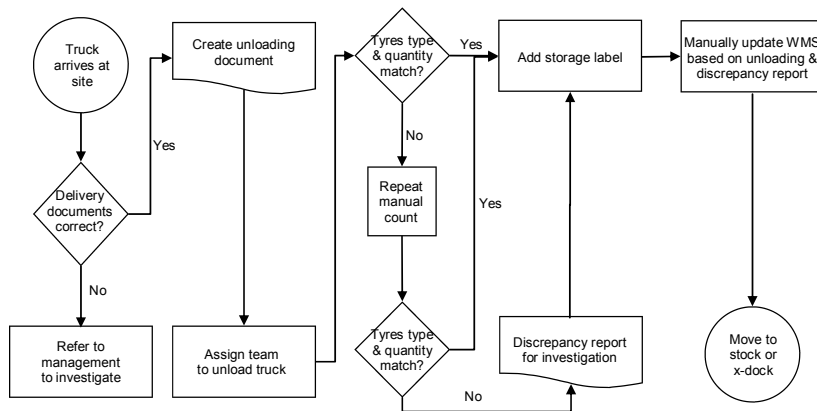 Truck
arrives at
site
Yes
Delivery
documents
correct?
No
Refer to
management
to investigate
Create unloading
document
Assign team
to unload truck
Tyres type
& quantity
match?
Yes
No
Repeat
manual
count
Yes
Tyres type
& quantity
match?
No
Discrepancy report
for investigation
Add storage label
Manually update WMS
based on unloading &
discrepancy report
Move to
stock or
x-dock